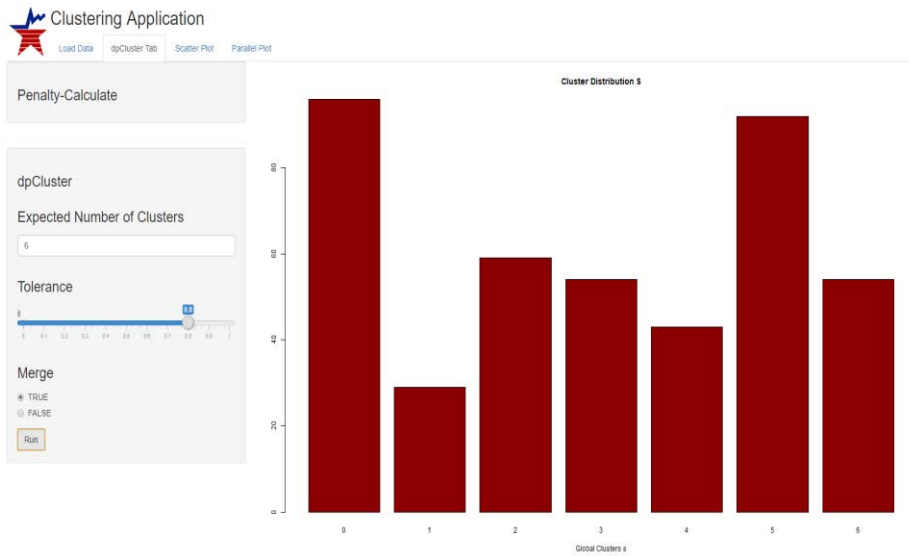 Clustering Application
Load Data dpCluster Tab Scatter Plot Parallel Plot
Penalty-Calculate
dpCluster
Expected Number of Clusters
6
Tolerance
0 0.8
0 0.1 0.2 0.3 0.4 0.5 0.6 0.7 0.8 0.9 1
Merge
TRUE
FALSE
Run
Cluster Distribution $
80
60
40
20
0
0 1 2 3 4 5 6
Global Clusters s